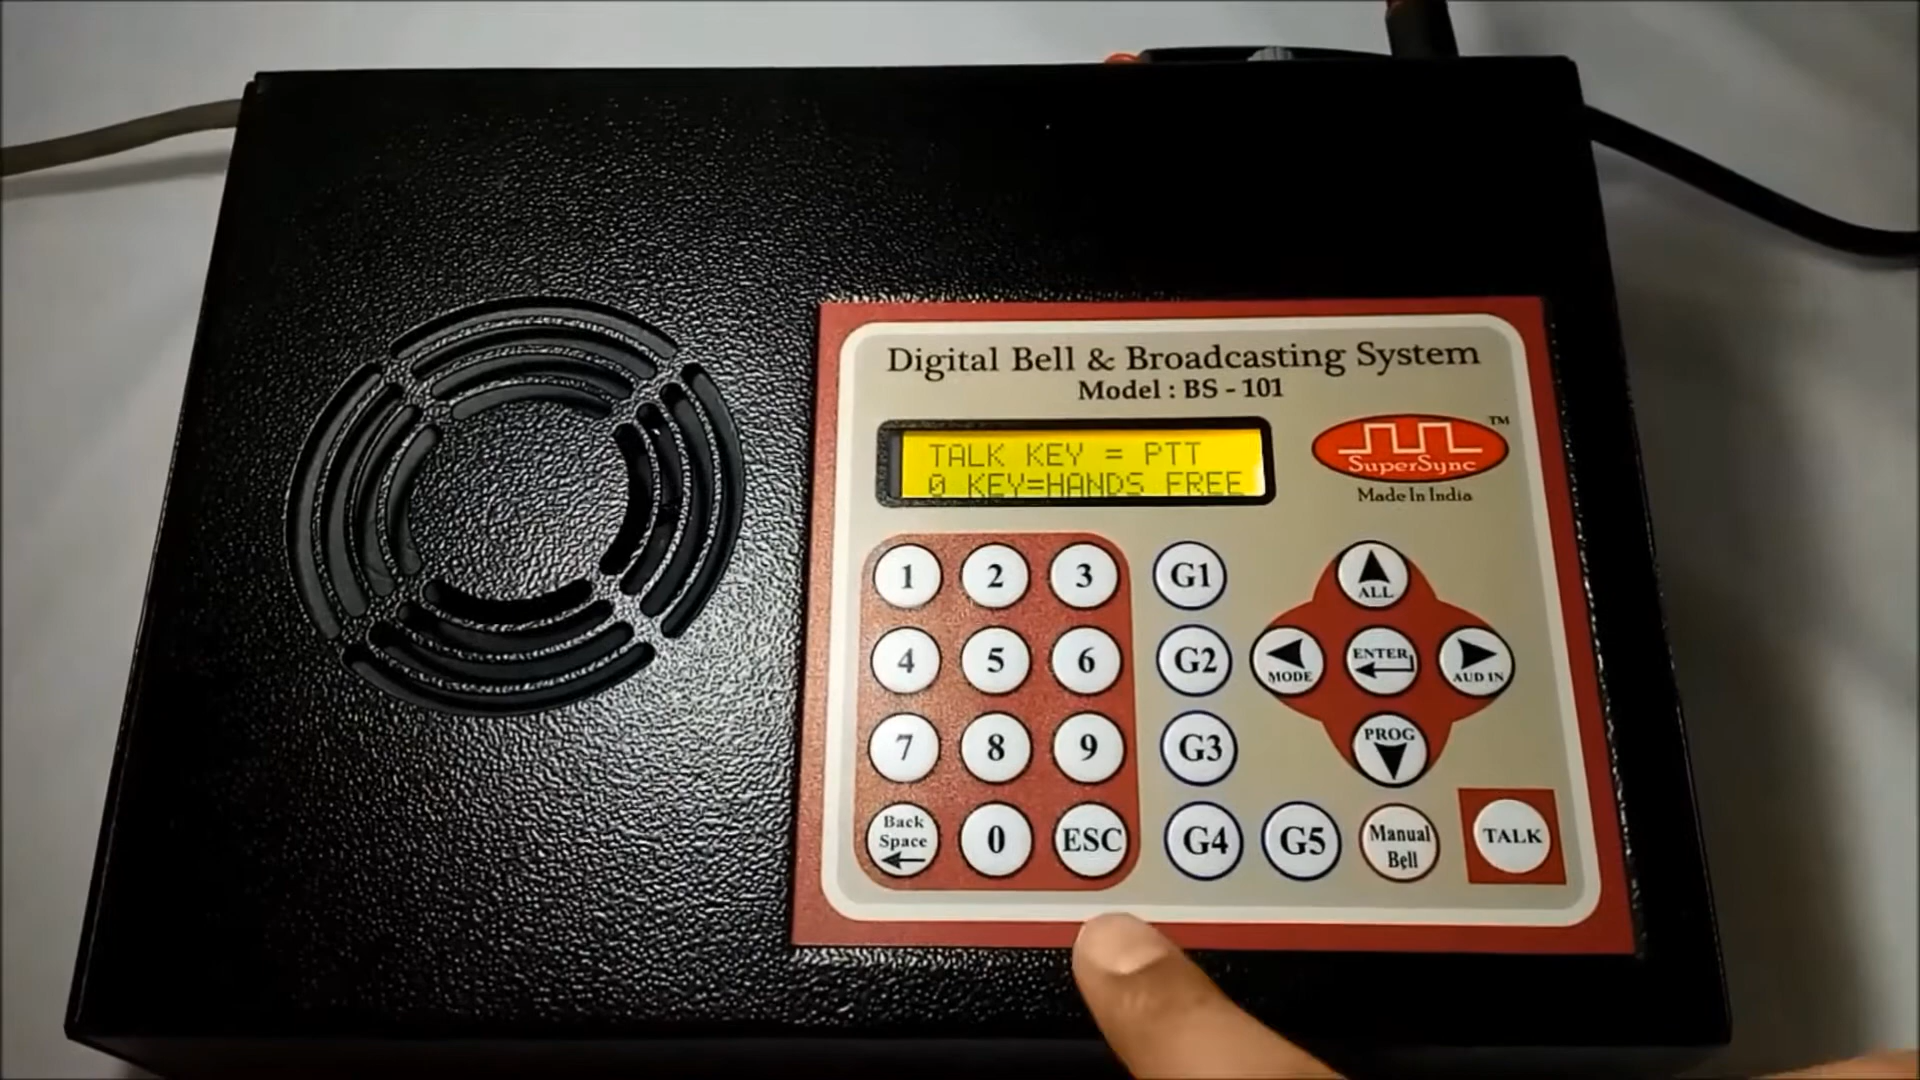 Digital Bell & Broadcasting System
Model : BS - 101
TALK KEY = PTT
0 KEY=HANDS FREE
TM
SuperSync
Made In India
1 2 3 G1 ALL
4 5 6 G2 MODE ENTER AUD IN
7 8 9 G3 PROG
Back Space 0 ESC G4 G5 Manual Bell TALK